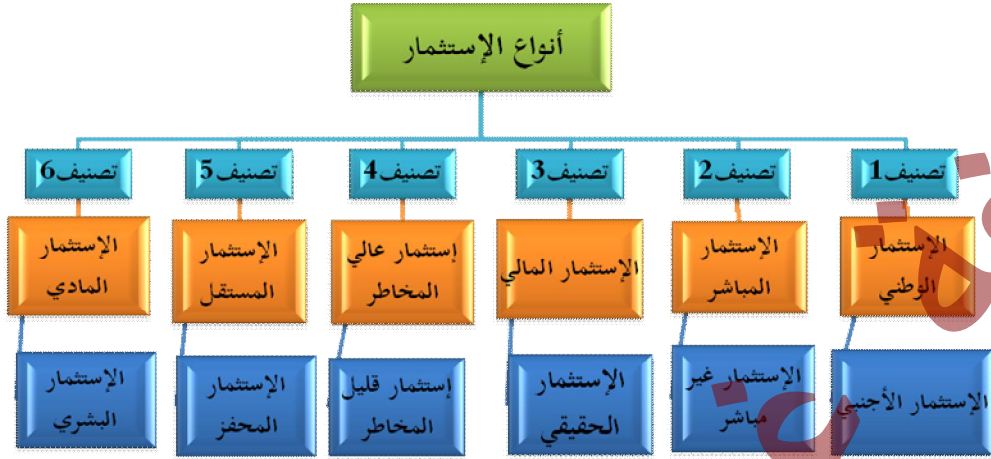 أنواع الإستثمار
تصنيف1
تصنيف2
تصنيف3
تصنيف4
تصنيف5
تصنيف6
الإستثمار
الوطني
الإستثمار
المباشر
الإستثمار المالي
إستثمار عالي
المخاطر
الإستثمار
المستقل
الإستثمار
المادي
الإستثمار الأجنبي
الإستثمار غير
مباشر
الإستثمار
الحقيقي
إستثمار قليل
المخاطر
الإستثمار
المحفز
الإستثمار
البشري